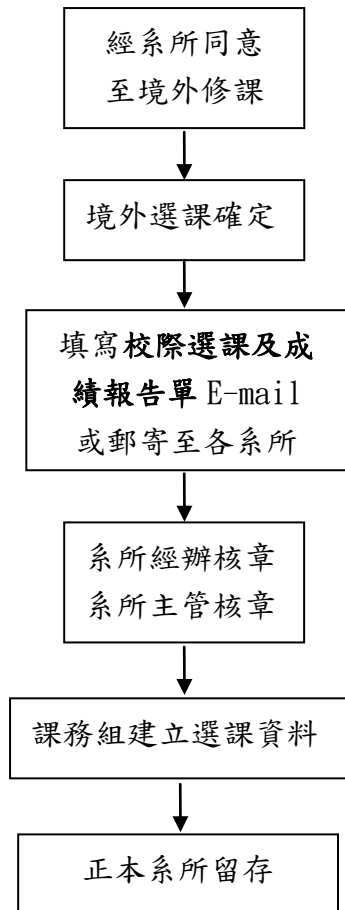 經系所同意
至境外修課
境外選課確定
填寫校際選課及成
績報告單 E-mail
或郵寄至各系所
系所經辦核章
系所主管核章
課務組建立選課資料
正本系所留存